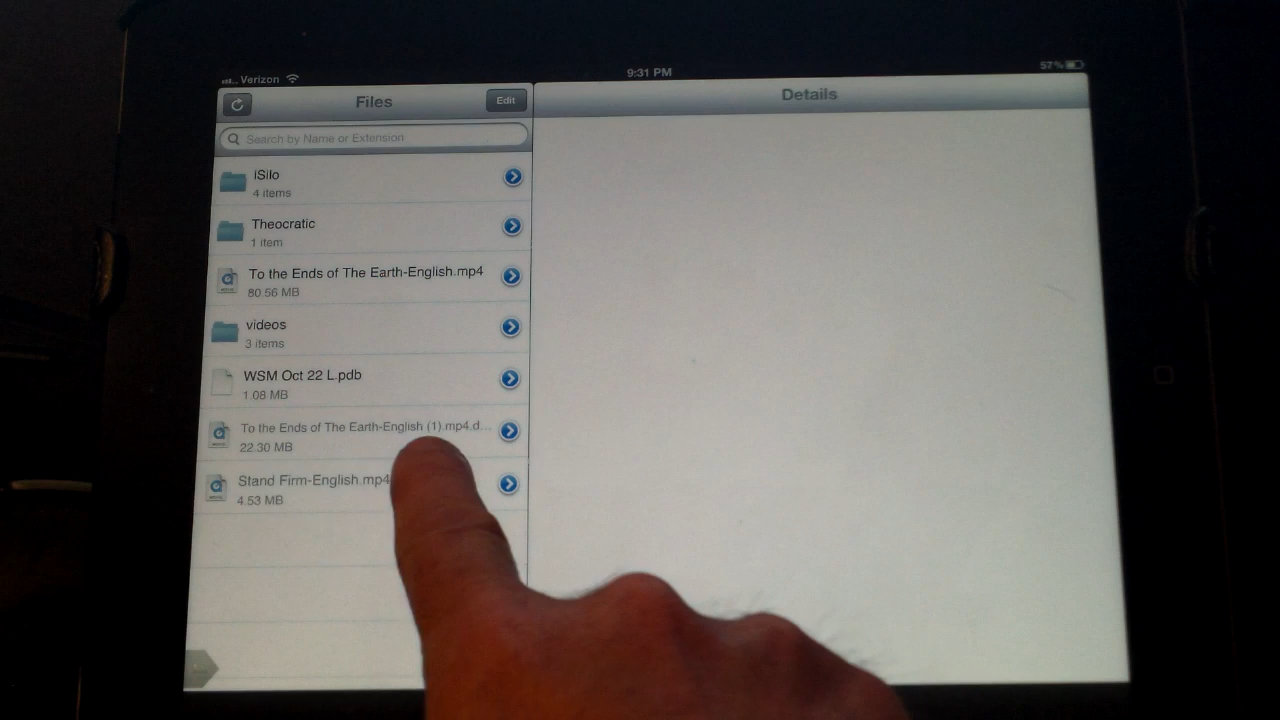 Verizon
9:31 PM
57%
Files
Edit
Details
Search by Name or Extension
iSilo
4 items
Theocratic
1 item
To the Ends of The Earth-English.mp4
80.56 MB
videos
3 items
WSM Oct 22 L.pdb
1.08 MB
To the Ends of The Earth-English (1).mp4.d...
22.30 MB
Stand Firm-English.mp4
4.53 MB